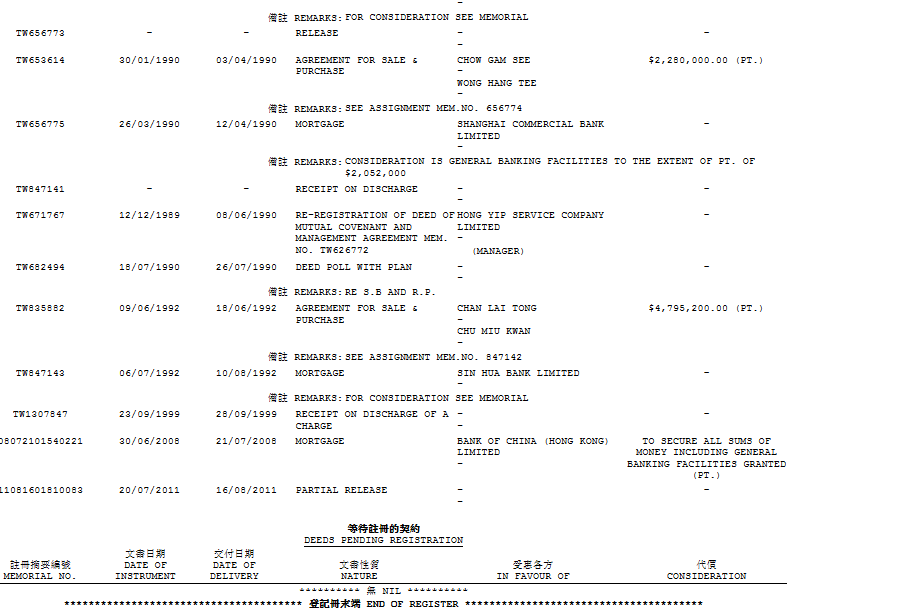 -
備註 REMARKS: FOR CONSIDERATION SEE MEMORIAL
TW656773 - - RELEASE - -
-
TW653614 30/01/1990 03/04/1990 AGREEMENT FOR SALE & CHOW GAM SEE $2,280,000.00 (PT.)
PURCHASE -
WONG HANG TEE
-
備註 REMARKS: SEE ASSIGNMENT MEM.NO. 656774
TW656775 26/03/1990 12/04/1990 MORTGAGE SHANGHAI COMMERCIAL BANK -
LIMITED
-
備註 REMARKS: CONSIDERATION IS GENERAL BANKING FACILITIES TO THE EXTENT OF PT. OF
$2,052,000
TW847141 - - RECEIPT ON DISCHARGE - -
-
TW671767 12/12/1989 08/06/1990 RE-REGISTRATION OF DEED OF HONG YIP SERVICE COMPANY -
MUTUAL COVENANT AND LIMITED
MANAGEMENT AGREEMENT MEM. -
NO. TW626772 (MANAGER)
TW682494 18/07/1990 26/07/1990 DEED POLL WITH PLAN - -
-
備註 REMARKS: RE S.B AND R.P.
TW835882 09/06/1992 18/06/1992 AGREEMENT FOR SALE & CHAN LAI TONG $4,795,200.00 (PT.)
PURCHASE -
CHU MIU KWAN
-
備註 REMARKS: SEE ASSIGNMENT MEM.NO. 847142
TW847143 06/07/1992 10/08/1992 MORTGAGE SIN HUA BANK LIMITED -
-
備註 REMARKS: FOR CONSIDERATION SEE MEMORIAL
TW1307847 23/09/1999 28/09/1999 RECEIPT ON DISCHARGE OF A - -
CHARGE -
08072101540221 30/06/2008 21/07/2008 MORTGAGE BANK OF CHINA (HONG KONG) TO SECURE ALL SUMS OF
LIMITED MONEY INCLUDING GENERAL
- BANKING FACILITIES GRANTED
(PT.)
11081601810083 20/07/2011 16/08/2011 PARTIAL RELEASE - -
-
等待註冊的契約
DEEDS PENDING REGISTRATION
文書日期 交付日期
註冊摘要編號 DATE OF DATE OF 文書性質 受惠各方 代價
MEMORIAL NO. INSTRUMENT DELIVERY NATURE IN FAVOUR OF CONSIDERATION
********** 無 NIL **********
*************************************** 登記冊末端 END OF REGISTER ***************************************